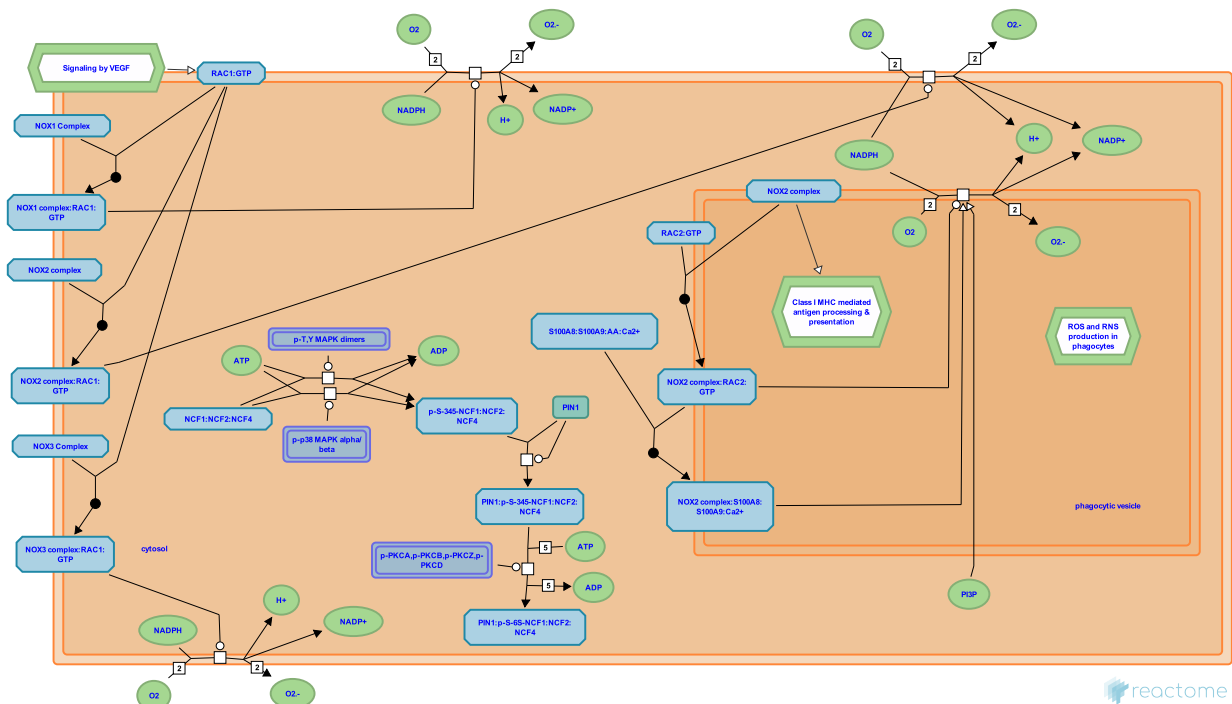 O2
O2.-
O2
O2.-
Signaling by VEGF
RAC1:GTP
2
2
2
2
NADPH
H+
NADP+
NOX1 Complex
H+
NADP+
NADPH
NOX1 complex:RAC1:
GTP
NOX2 complex
2
2
O2
O2.-
RAC2:GTP
NOX2 complex
Class I MHC mediated
antigen processing &
presentation
ROS and RNS
production in
phagocytes
S100A8:S100A9:AA:Ca2+
p-T,Y MAPK dimers
ATP
ADP
NOX2 complex:RAC1:
GTP
NOX2 complex:RAC2:
GTP
NCF1:NCF2:NCF4
p-S-345-NCF1:NCF2:
NCF4
PIN1
p-p38 MAPK alpha/
beta
NOX3 Complex
PIN1:p-S-345-NCF1:NCF2:
NCF4
NOX2 complex:S100A8:
S100A9:Ca2+
phagocytic vesicle
NOX3 complex:RAC1:
GTP
cytosol
p-PKCA,p-PKCB,p-PKCZ,p-
PKCD
5
ATP
5
ADP
PI3P
H+
NADPH
NADP+
PIN1:p-S-6S-NCF1:NCF2:
NCF4
2
2
O2
O2.-
reactome